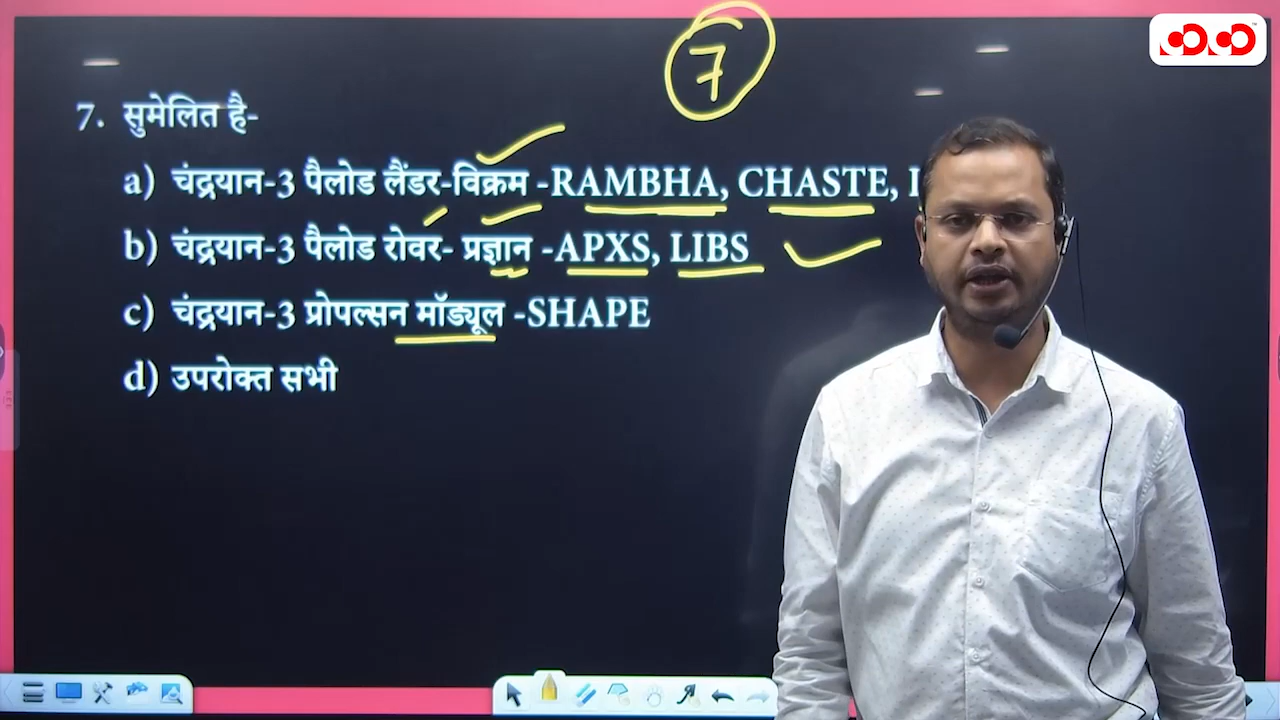 7
7. सुमेलित है-
a) चंद्रयान-3 पैलोड लैंडर-विक्रम -RAMBHA, CHASTE,
b) चंद्रयान-3 पैलोड रोवर- प्रज्ञान -APXS, LIBS
c) चंद्रयान-3 प्रोपल्सन मॉड्यूल -SHAPE
d) उपरोक्त सभी